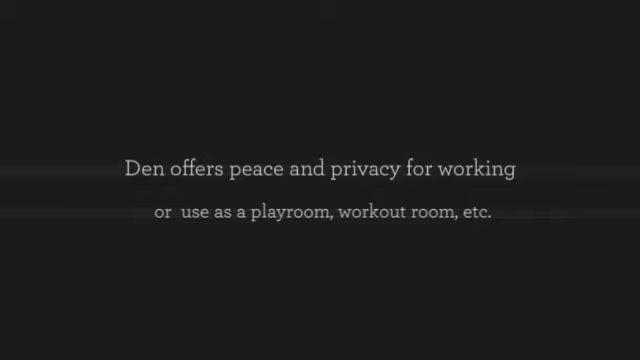 Den offers peace and privacy for working
or use as a playroom, workout room, etc.